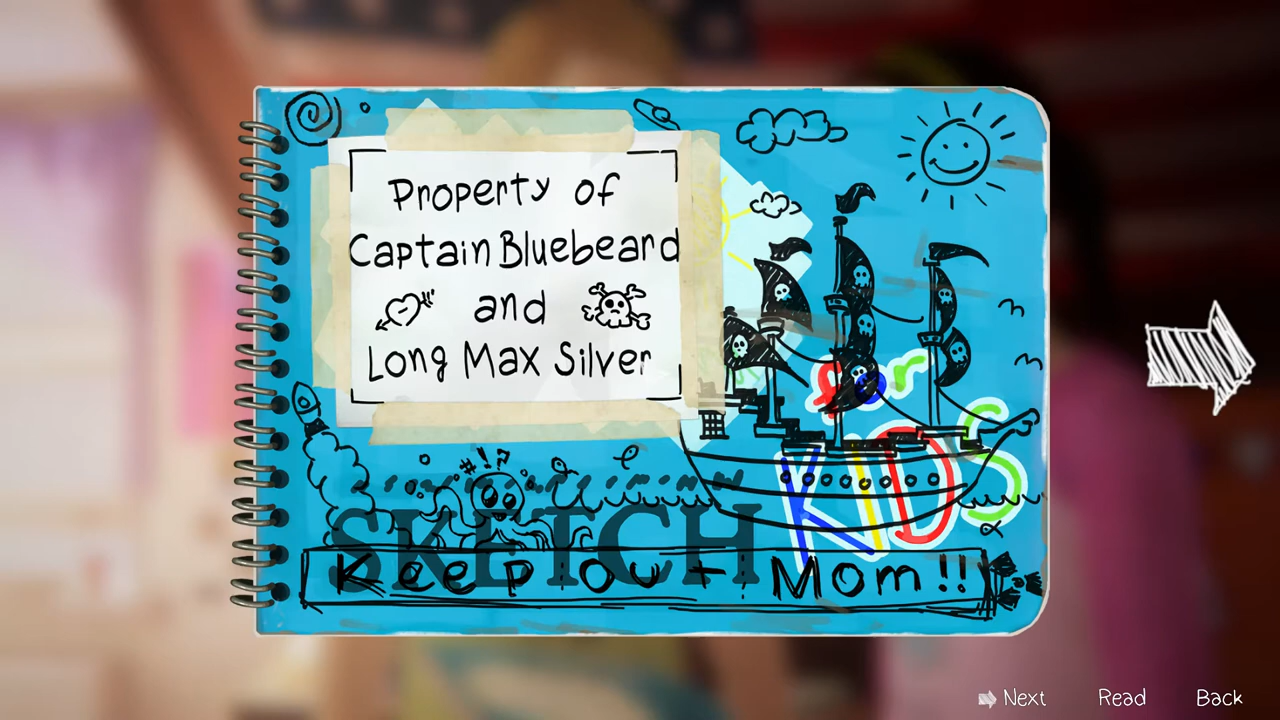 Property of
Captain Bluebeard
and
Long Max Silver
for
KIDS
SKETCH
Keep out Mom!!
Next Read Back